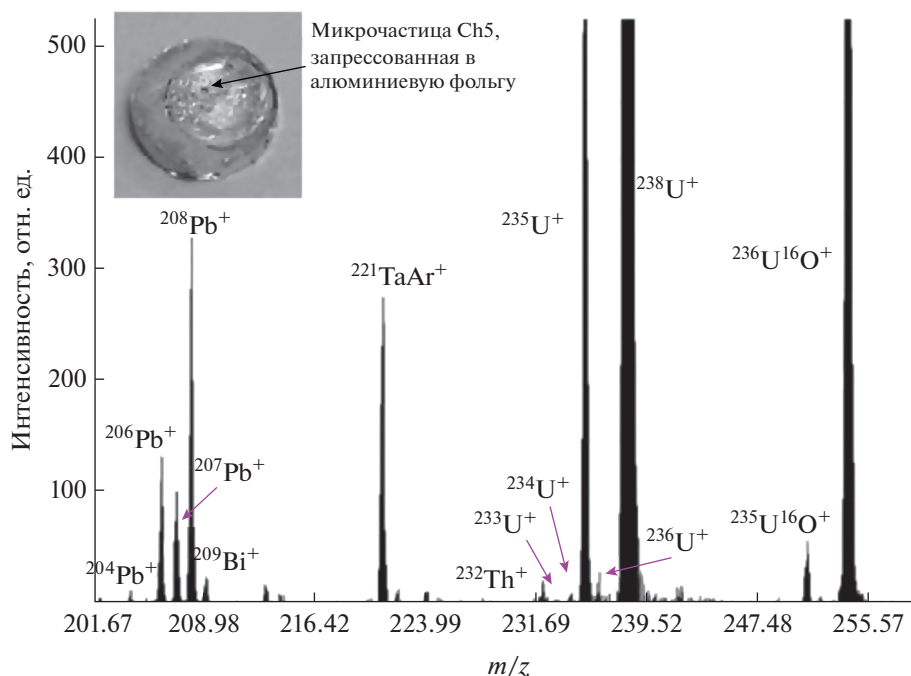 Микрочастица Ch5,
запрессованная в
алюминиевую фольгу
Интенсивность, отн. ед.
500
400
300
200
100
²⁰⁴Pb⁺
²⁰⁶Pb⁺
²⁰⁷Pb⁺
²⁰⁸Pb⁺
²⁰⁹Bi⁺
²²¹TaAr⁺
²³²Th⁺
²³³U⁺
²³⁴U⁺
²³⁵U⁺
²³⁶U⁺
²³⁸U⁺
²³⁵U¹⁶O⁺
²³⁶U¹⁶O⁺
201.67 208.98 216.42 223.99 231.69 239.52 247.48 255.57
m/z